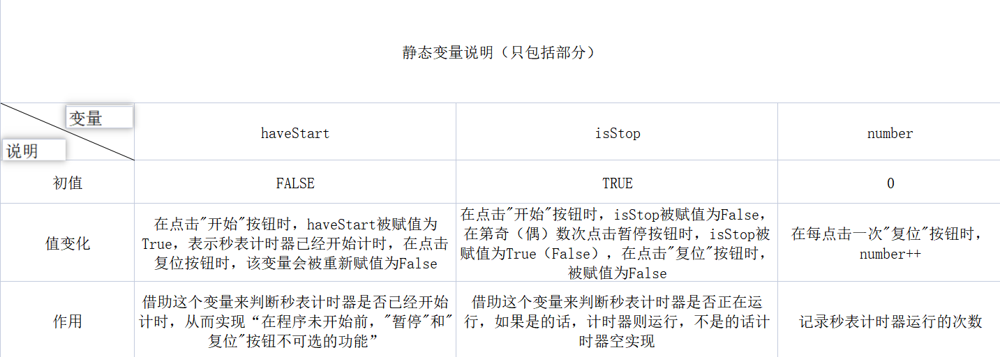 静态变量说明（只包括部分）
变量
说明
haveStart
isStop
number
初值
FALSE
TRUE
0
值变化
在点击"开始"按钮时，haveStart被赋值为
True，表示秒表计时器已经开始计时，在点击
复位按钮时，该变量会被重新赋值为False
在点击"开始"按钮时，isStop被赋值为False，
在第奇（偶）数次点击暂停按钮时，isStop被
赋值为True（False），在点击"复位"按钮时，
被赋值为False
在每点击一次"复位"按钮时，
number++
作用
借助这个变量来判断秒表计时器是否已经开始
计时，从而实现“在程序未开始前，"暂停"和"
复位"按钮不可选的功能”
借助这个变量来判断秒表计时器是否正在运
行，如果是的话，计时器则运行，不是的话计
时器空实现
记录秒表计时器运行的次数